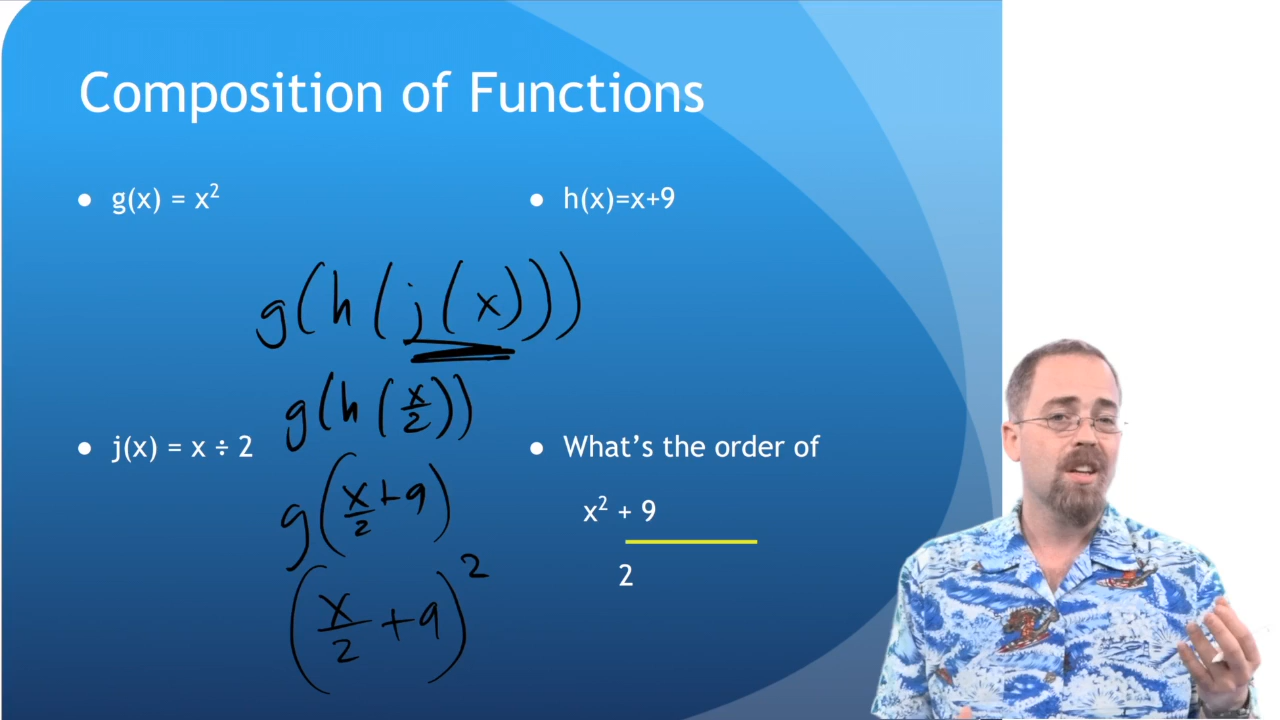 Composition of Functions
● g(x) = x²
● h(x)=x+9
g(h(j(x)))
g(h(x/2))
● j(x) = x ÷ 2
● What's the order of
g(x/2+9)
x² + 9
2
(x/2+9)²